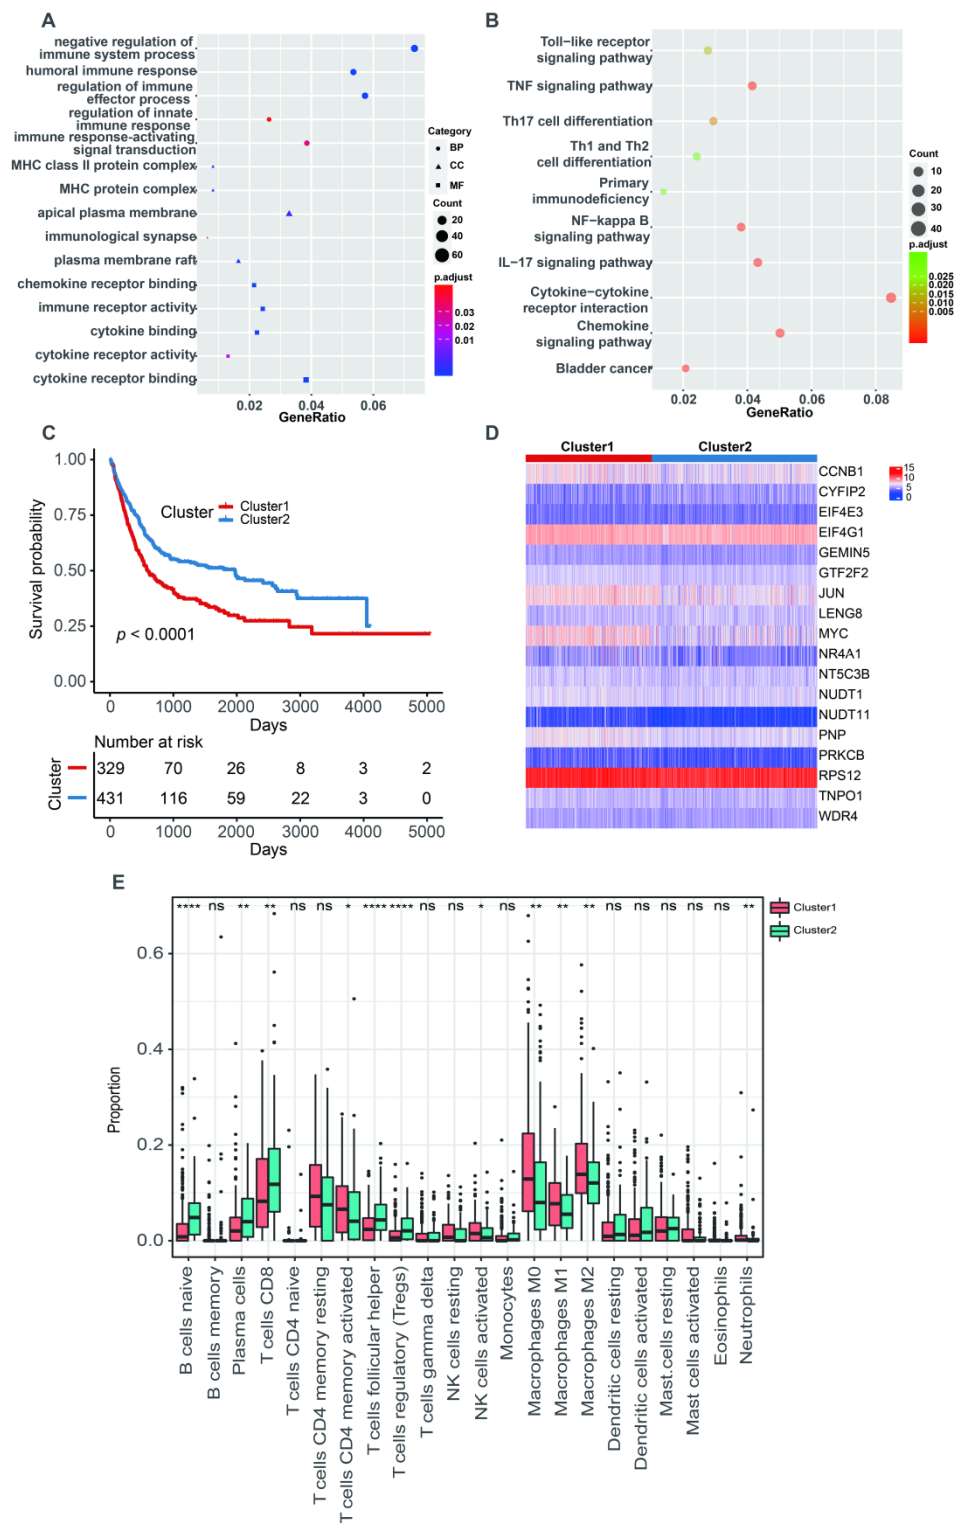 A
negative regulation of
immune system process
humoral immune response
regulation of immune
effector process
regulation of innate
immune response
immune response-activating
signal transduction
MHC class II protein complex
MHC protein complex
apical plasma membrane
immunological synapse
plasma membrane raft
chemokine receptor binding
immune receptor activity
cytokine binding
cytokine receptor activity
cytokine receptor binding
0.02 0.04 0.06
GeneRatio
Category
BP
CC
MF
Count
20
40
60
p.adjust
0.03
0.02
0.01
B
Toll-like receptor
signaling pathway
TNF signaling pathway
Th17 cell differentiation
Th1 and Th2
cell differentiation
Primary
immunodeficiency
NF-kappa B
signaling pathway
IL-17 signaling pathway
Cytokine-cytokine
receptor interaction
Chemokine
signaling pathway
Bladder cancer
0.02 0.04 0.06 0.08
GeneRatio
Count
10
20
30
40
p.adjust
0.025
0.020
0.015
0.010
0.005
C
Survival probability
1.00
0.75
0.50
0.25
0.00
Cluster
Cluster1
Cluster2
p < 0.0001
0 1000 2000 3000 4000 5000
Days
Number at risk
Cluster
329 70 26 8 3 2
431 116 59 22 3 0
0 1000 2000 3000 4000 5000
Days
D
Cluster1 Cluster2
CCNB1
CYFIP2
EIF4E3
EIF4G1
GEMIN5
GTF2F2
JUN
LENG8
MYC
NR4A1
NT5C3B
NUDT1
NUDT11
PNP
PRKCB
RPS12
TNPO1
WDR4
15
10
5
0
E
**** ns ** ** ns ns * **** **** ns ns * ns ** ** ** ns ns ns ns ns **
Cluster1
Cluster2
Proportion
0.6
0.4
0.2
0.0
B cells naive
B cells memory
Plasma cells
T cells CD8
T cells CD4 naive
T cells CD4 memory resting
T cells CD4 memory activated
T cells follicular helper
T cells regulatory (Tregs)
T cells gamma delta
NK cells resting
NK cells activated
Monocytes
Macrophages M0
Macrophages M1
Macrophages M2
Dendritic cells resting
Dendritic cells activated
Mast.cells resting
Mast cells activated
Eosinophils
Neutrophils